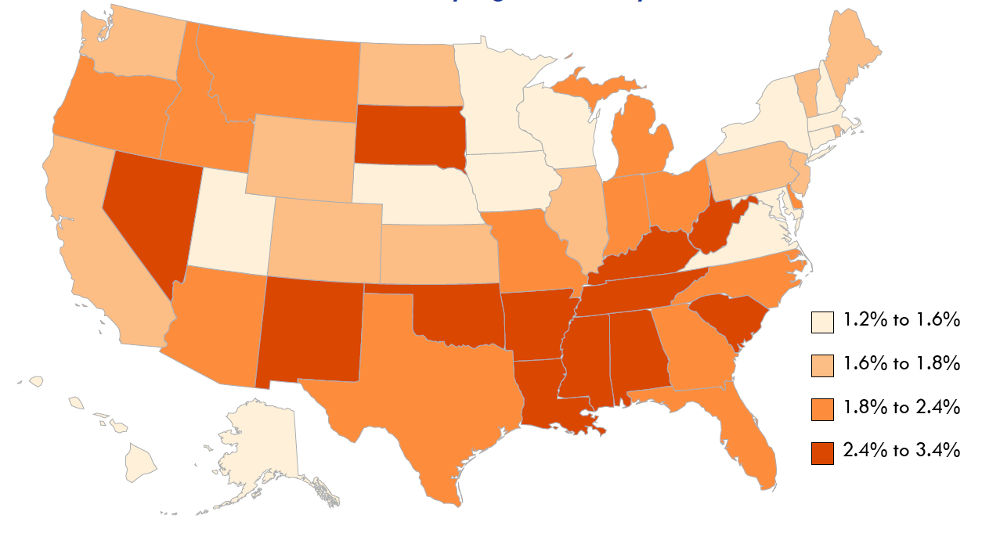 1.2% to 1.6%
1.6% to 1.8%
1.8% to 2.4%
2.4% to 3.4%